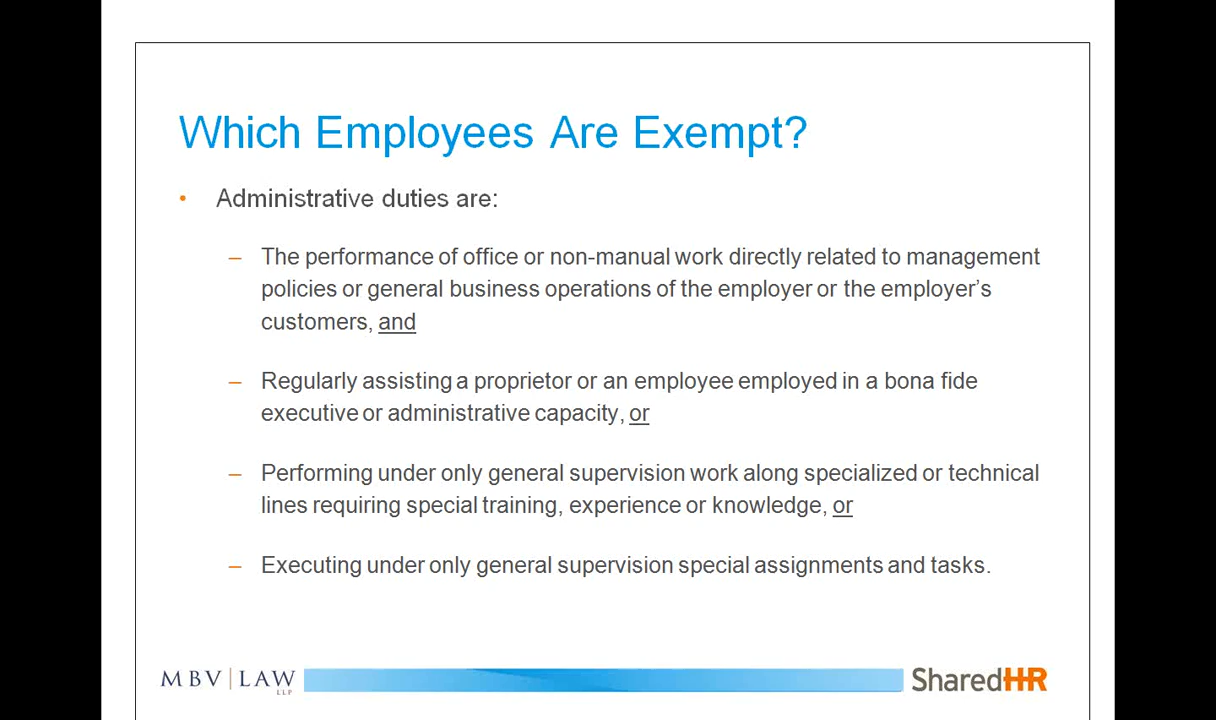 Which Employees Are Exempt?
• Administrative duties are:
– The performance of office or non-manual work directly related to management
policies or general business operations of the employer or the employer’s
customers, and
– Regularly assisting a proprietor or an employee employed in a bona fide
executive or administrative capacity, or
– Performing under only general supervision work along specialized or technical
lines requiring special training, experience or knowledge, or
– Executing under only general supervision special assignments and tasks.
MBV | LAW
LLP
SharedHR